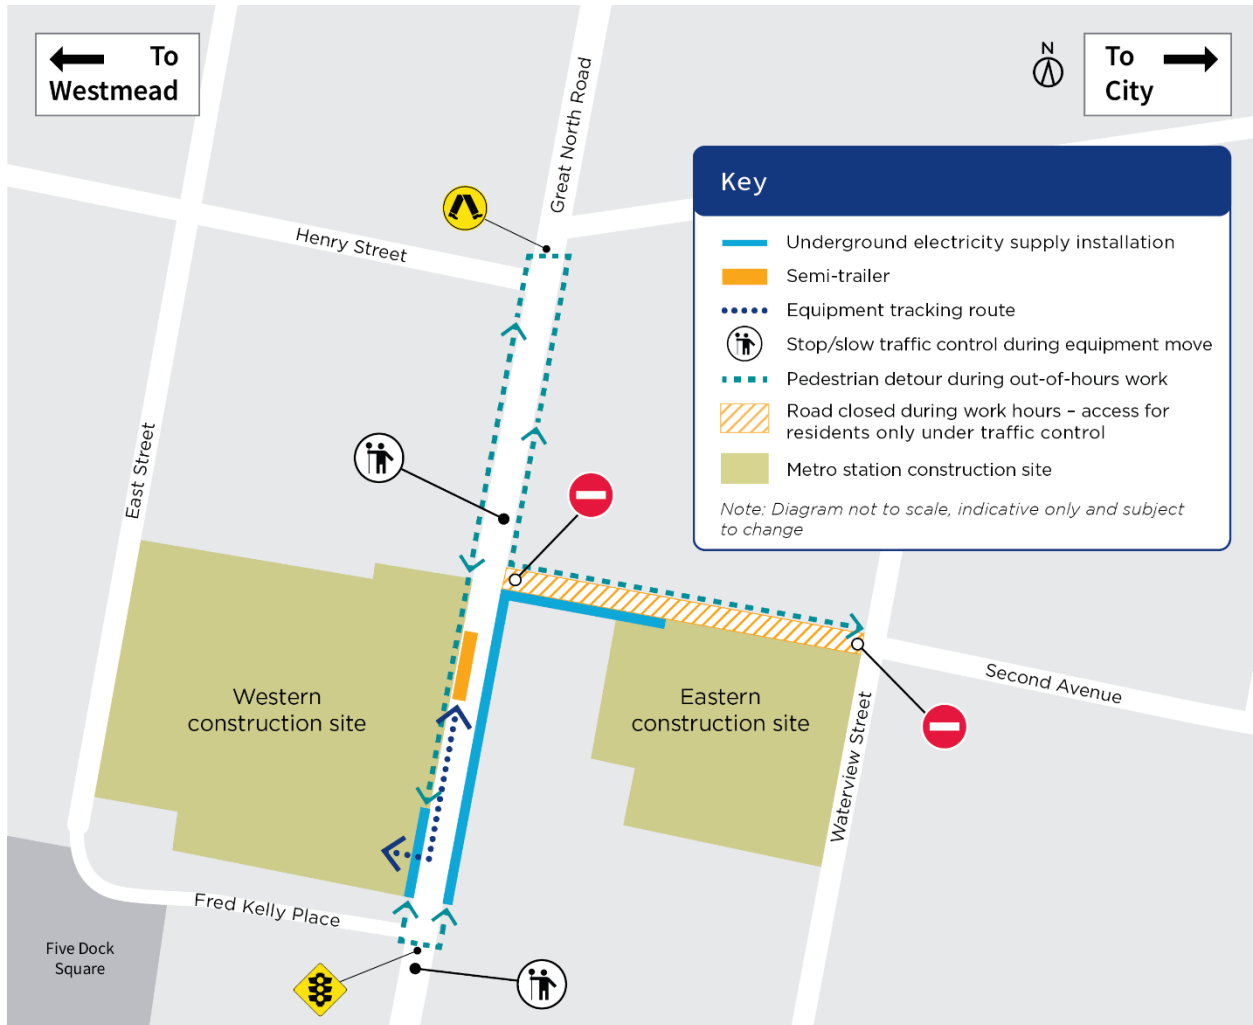 To
Westmead
N
To
City
Great North Road
Key
Underground electricity supply installation
Semi-trailer
Equipment tracking route
Stop/slow traffic control during equipment move
Pedestrian detour during out-of-hours work
Road closed during work hours – access for
residents only under traffic control
Metro station construction site
Note: Diagram not to scale, indicative only and subject
to change
Henry Street
East Street
Western
construction site
Eastern
construction site
Second Avenue
Waterview Street
Fred Kelly Place
Five Dock
Square